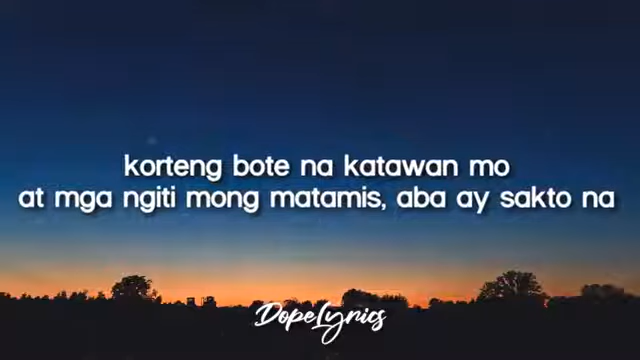 korteng bote na katawan mo
at mga ngiti mong matamis, aba ay sakto na
DopeLyrics